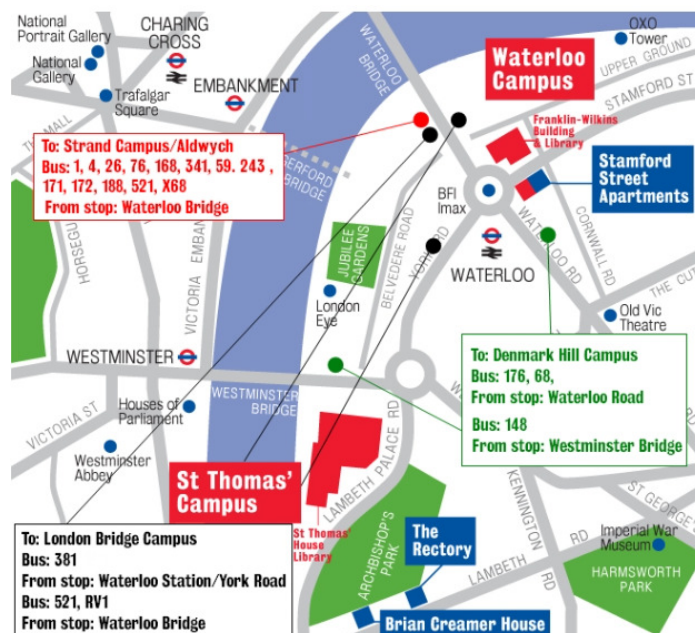 National
Portrait Gallery
CHARING
CROSS
National
Gallery
EMBANKMENT
Trafalgar
Square
WATERLOO
BRIDGE
Waterloo
Campus
OXO
Tower
UPPER GROUND
STAMFORD ST
Franklin-Wilkins
Building
& Library
Stamford
Street
Apartments
To: Strand Campus/Aldwych
Bus: 1, 4, 26, 76, 168, 341, 59. 243 ,
171, 172, 188, 521, X68
From stop: Waterloo Bridge
BRIDGE
BFI
Imax
HORSEGU
VICTORIA EMBAN
JUBILEE
GARDENS
BELVEDERE ROAD
YORK RD
WATERLOO
WATERLOO RD
CORNWALL RD
THE CU
London
Eye
Old Vic
Theatre
WESTMINSTER
WESTMINSTER
BRIDGE
To: Denmark Hill Campus
Bus: 176, 68,
From stop: Waterloo Road
Bus: 148
From stop: Westminster Bridge
Houses of
Parliament
VICTORIA ST
Westminster
Abbey
St Thomas'
Campus
LAMBETH PALACE RD
St Thomas'
House
Library
KENNINGTON
RD
ST GEORGE'S
To: London Bridge Campus
Bus: 381
From stop: Waterloo Station/York Road
Bus: 521, RV1
From stop: Waterloo Bridge
ARCHBISHOP'S
PARK
The
Rectory
LAMBETH RD
Imperial War
Museum
HARMSWORTH
PARK
Brian Creamer House